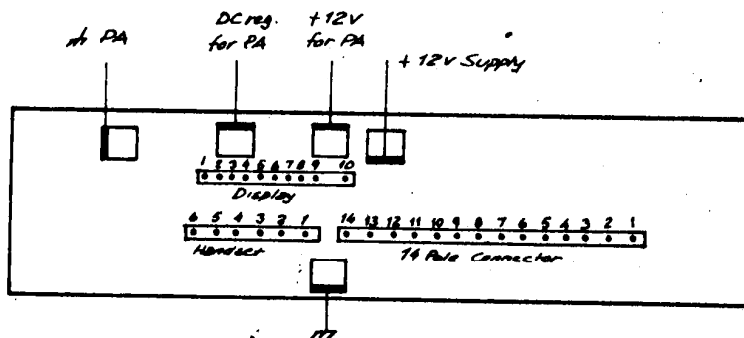 DC reg. +12V
PA for PA for PA
+ 12V Supply
1 2 3 4 5 6 7 8 9 10
Display
6 5 4 3 2 1 14 13 12 11 10 9 8 7 6 5 4 3 2 1
Handset 14 Pole Connector